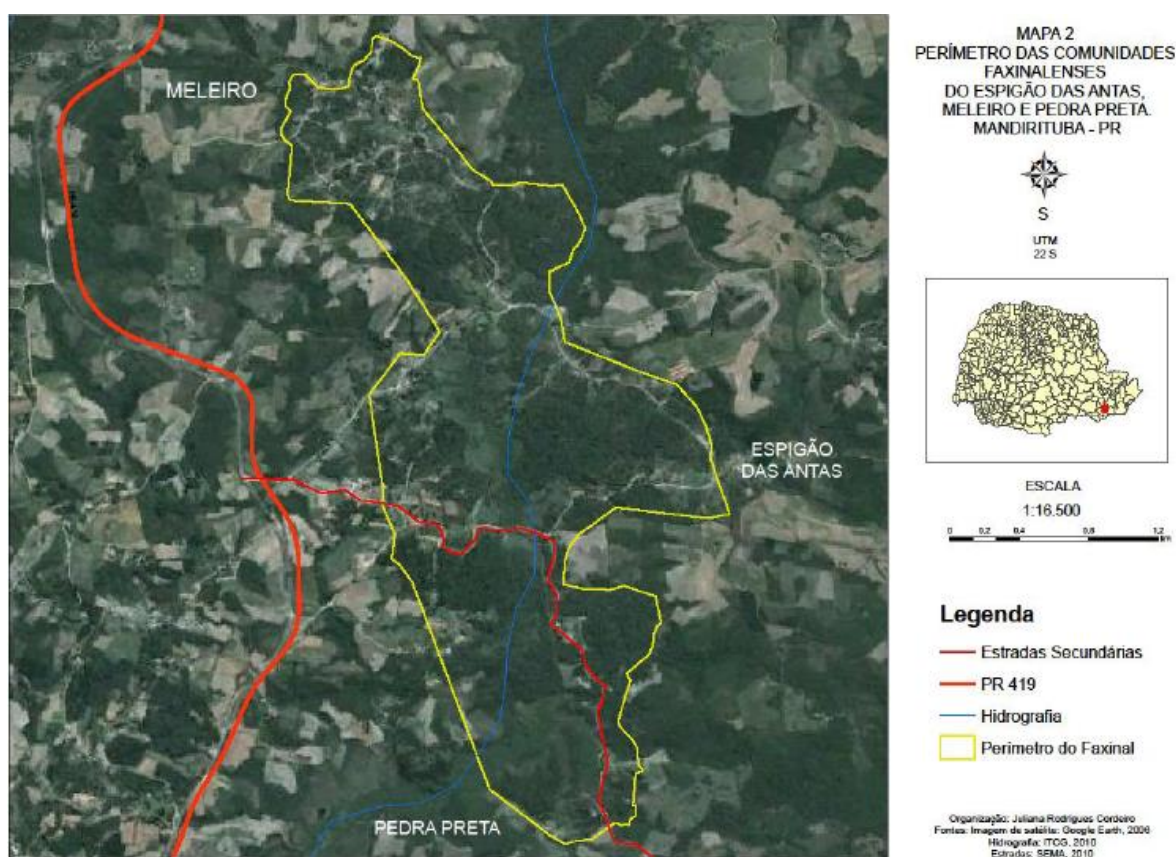 MELEIRO
ESPIGÃO
DAS ANTAS
PEDRA PRETA
MAPA 2
PERÍMETRO DAS COMUNIDADES
FAXINALENSES
DO ESPIGÃO DAS ANTAS,
MELEIRO E PEDRA PRETA.
MANDIRITUBA - PR
S
UTM
22 S
ESCALA
1:16.500
0 0,2 0,4 0,8 1,2
km
Legenda
Estradas Secundárias
PR 419
Hidrografia
Perímetro do Faxinal
Organização: Juliana Rodrigues Cordeiro
Fontes: Imagem de satélite: Google Earth, 2006
Hidrografia: ITCG, 2010
Estradas: SEMA, 2010